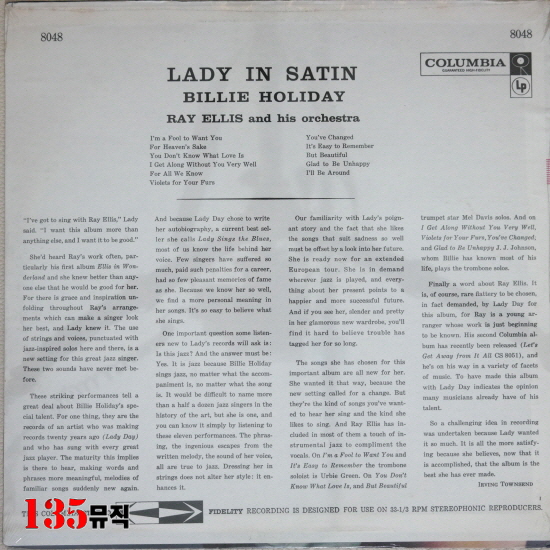 8048
8048
LADY IN SATIN
BILLIE HOLIDAY
RAY ELLIS and his orchestra
COLUMBIA
GUARANTEED HIGH-FIDELITY
Lp
I'm a Fool to Want You
For Heaven's Sake
You Don't Know What Love Is
I Get Along Without You Very Well
For All We Know
Violets for Your Furs
You've Changed
It's Easy to Remember
But Beautiful
Glad to Be Unhappy
I'll Be Around
"I've got to sing with Ray Ellis," Lady
said. "I want this album more than
anything else, and I want it to be good."
She'd heard Ray's work often, par-
ticularly his first album Ellis in Won-
derland and she knew better than any-
one else that he would be good for her.
For there is grace and inspiration un-
folding throughout Ray's arrange-
ments which can make a singer look
her best, and Lady knew it. The use
of strings and voices, punctuated with
jazz-inspired solos here and there, is a
new setting for this great jazz singer.
These two sounds have never met be-
fore.
These striking performances tell a
great deal about Billie Holiday's spe-
cial talent. For one thing, they are the
records of an artist who was making
records twenty years ago (Lady Day)
and who has sung with every great
jazz player. The maturity this implies
is there to hear, making words and
phrases more meaningful, melodies of
familiar songs suddenly new again.
And because Lady Day chose to write
her autobiography, a current best sel-
ler she calls Lady Sings the Blues,
most of us know the life behind her
voice. Few singers have suffered so
much, paid such penalties for a career,
had so few pleasant memories of fame
as she. Because we know her so well,
we find a more personal meaning in
her songs. It's so easy to believe what
she sings.
One important question some listen-
ers new to Lady's records will ask is:
Is this jazz? And the answer must be:
Yes. It is jazz because Billie Holiday
sings jazz, no matter what the accom-
paniment is, no matter what the song
is. It would be difficult to name more
than a half a dozen jazz singers in the
history of the art, but she is one, and
you can know it simply by listening to
these eleven performances. The phras-
ing, the ingenious escapes from the
written melody, the sound of her voice,
all are true to jazz. Dressing her in
strings does not alter her style: it en-
hances it.
Our familiarity with Lady's poign-
ant story and the fact that she likes
the songs that suit sadness so well
must be offset by a look into her future.
She is ready now for an extended
European tour. She is in demand
wherever jazz is played, and every-
thing about her present points to a
happier and more successful future.
And if you see her, slender and pretty
in her glamorous new wardrobe, you'll
find it hard to believe trouble has
tagged her for so long.
The songs she has chosen for this
important album are all new for her.
She wanted it that way, because the
new setting called for a change. But
they're the kind of songs you've want-
ed to hear her sing and the kind she
likes to sing. And Ray Ellis has in-
cluded in most of them a touch of in-
strumental jazz to compliment the
vocals. On I'm a Fool to Want You and
It's Easy to Remember the trombone
soloist is Urbie Green. On You Don't
Know What Love Is, and But Beautiful
trumpet star Mel Davis solos. And on
I Get Along Without You Very Well,
Violets for Your Furs, You've Changed;
and Glad to Be Unhappy J. J. Johnson,
whom Billie has known most of his
life, plays the trombone solos.
Finally a word about Ray Ellis. It
is, of course, rare flattery to be chosen,
in fact demanded, by Lady Day for
this album, for Ray is a young ar-
ranger whose work is just beginning
to be known. His second Columbia al-
bum has recently been released (Let's
Get Away from It All CS 8051), and
he's on his way in a variety of facets
of music. To have made this album
with Lady Day indicates the opinion
many musicians already have of his
talent.
So a challenging idea in recording
was undertaken because Lady wanted
it so much. It is all the more satisfy-
ing because she believes, now that it
is accomplished, that the album is the
best she has ever made.
IRVING TOWNSEND
FIDELITY RECORDING IS DESIGNED FOR USE ON 33-1/3 RPM STEREOPHONIC REPRODUCERS.
135뮤직